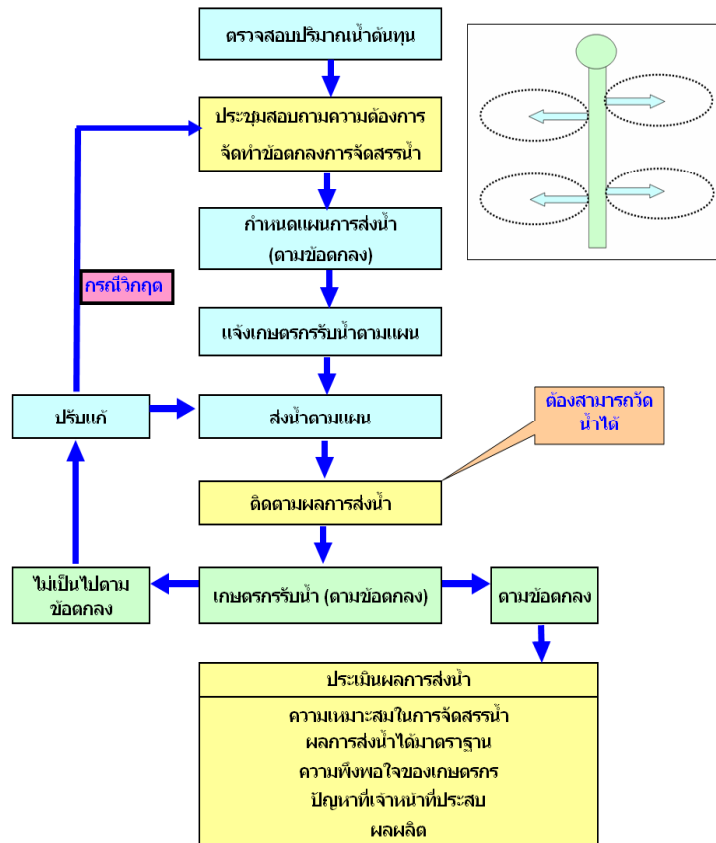 ตรวจสอบปริมาณน้ำต้นทุน
ประชุมสอบถามความต้องการ
จัดทำข้อตกลงการจัดสรรน้ำ
กำหนดแผนการส่งน้ำ
(ตามข้อตกลง)
กรณีวิกฤต
แจ้งเกษตรกรรับน้ำตามแผน
ปรับแก้
ส่งน้ำตามแผน
ต้องสามารถวัด
น้ำได้
ติดตามผลการส่งน้ำ
ไม่เป็นไปตาม
ข้อตกลง
เกษตรกรรับน้ำ (ตามข้อตกลง)
ตามข้อตกลง
ประเมินผลการส่งน้ำ
ความเหมาะสมในการจัดสรรน้ำ
ผลการส่งน้ำได้มาตราฐาน
ความพึงพอใจของเกษตรกร
ปัญหาที่เจ้าหน้าที่ประสบ
ผลผลิต